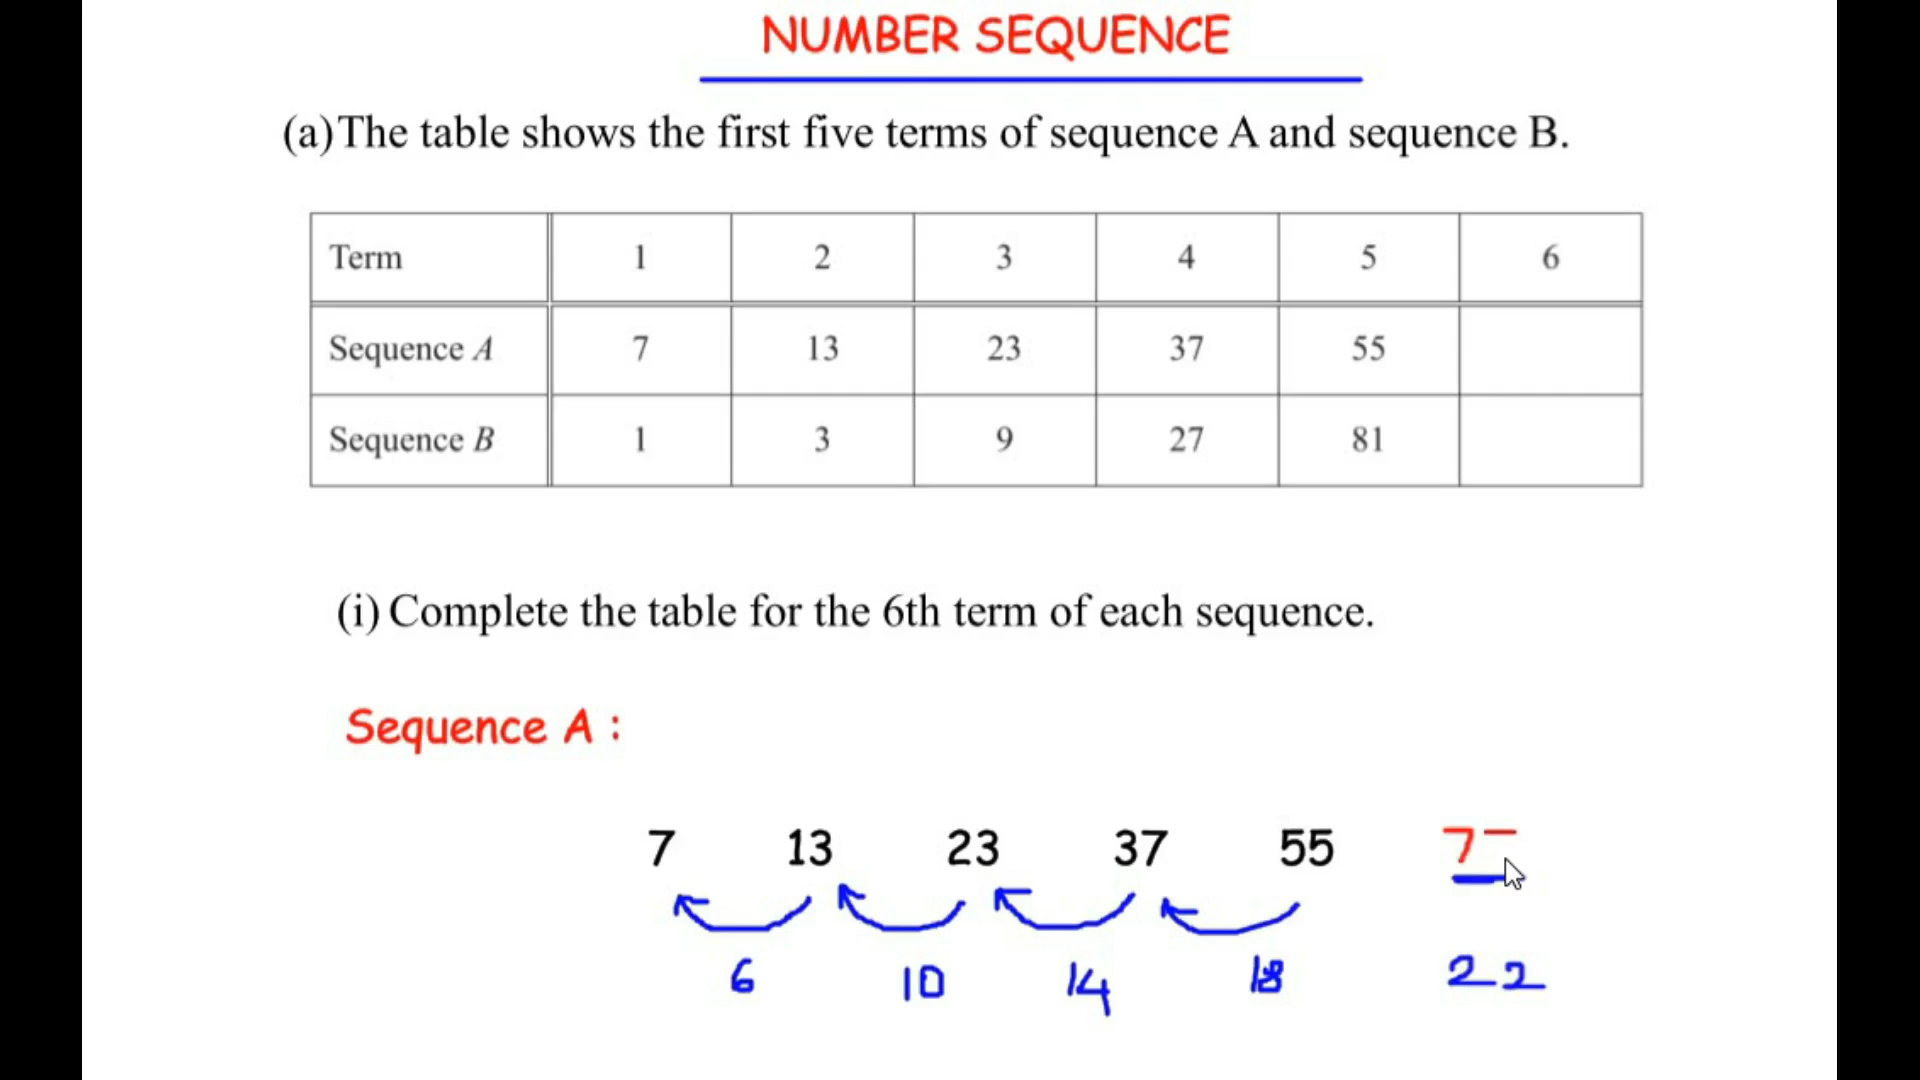 NUMBER SEQUENCE
(a) The table shows the first five terms of sequence A and sequence B.
Term 1 2 3 4 5 6
Sequence A 7 13 23 37 55
Sequence B 1 3 9 27 81
(i) Complete the table for the 6th term of each sequence.
Sequence A :
7 13 23 37 55 7
6 10 14 18 22